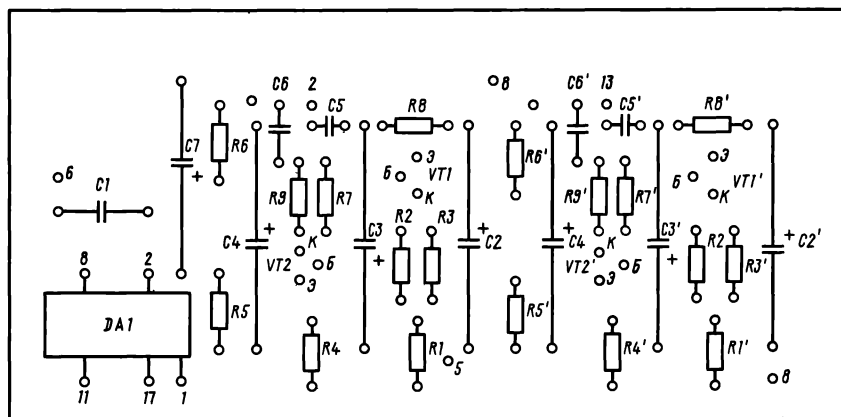 8
C6
2
C6'
13
C5
R8
C5'
R8'
C7
R6
R6'
Э
Э
6
Б
VT1
Б
VT1'
C1
+
R9
R7
К
R9'
R7'
К
R2
R3
R2
R3'
C4
+
К
C3
+
C2
+
C4
+
К
C3'
+
+
C2'
8
2
VT2
Б
VT2'
Б
Э
Э
DA1
R5
R5'
R4
R1
5
R4'
R1'
8
11
17
1